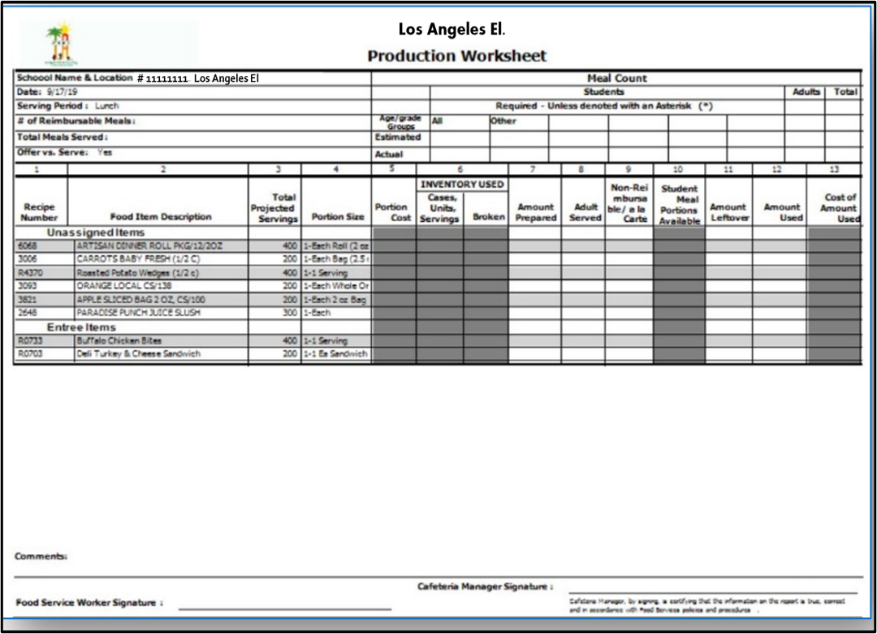 Los Angeles El.
Production Worksheet
Schoool Name & Location # 11111111 Los Angeles El
Meal Count
Date: 9/17/19
Students Adults Total
Serving Period : Lunch
Required - Unless denoted with an Asterisk (*)
# of Reimbursable Meals:
Age/grade Groups All Other
Total Meals Served:
Estimated
Offer vs. Serve: Yes
Actual
1 2 3 4 5 6 7 8 9 10 11 12 13
Recipe Number
Food Item Description
Total Projected Servings
Portion Size
Portion Cost
INVENTORY USED
Cases, Units, Servings
Broken
Amount Prepared
Adult Served
Non-Rei mbursa ble/ a la Carte
Student Meal Portions Available
Amount Leftover
Amount Used
Cost of Amount Used
Unassigned Items
6068 ARTISAN DINNER ROLL PKG/12/2OZ 400 1-Each Roll (2 oz
3006 CARROTS BABY FRESH (1/2 C) 200 1-Each Bag (2.5
R4370 Roasted Potato Wedges (1/2 c) 400 1-1 Serving
3093 ORANGE LOCAL CS/138 200 1-Each Whole Or
3821 APPLE SLICED BAG 2 OZ, CS/100 200 1-Each 2 oz Bag
2648 PARADISE PUNCH JUICE SLUSH 300 1-Each
Entree Items
R0733 Buffalo Chicken Bites 400 1-1 Serving
R0703 Deli Turkey & Cheese Sandwich 200 1-1 Ea Sandwich
Comments:
Cafeteria Manager Signature :
Food Service Worker Signature :
Cafeteria Manager, by signing, is certifying that the information on the report is true, correct
and in accordance with Food Services policies and procedures .